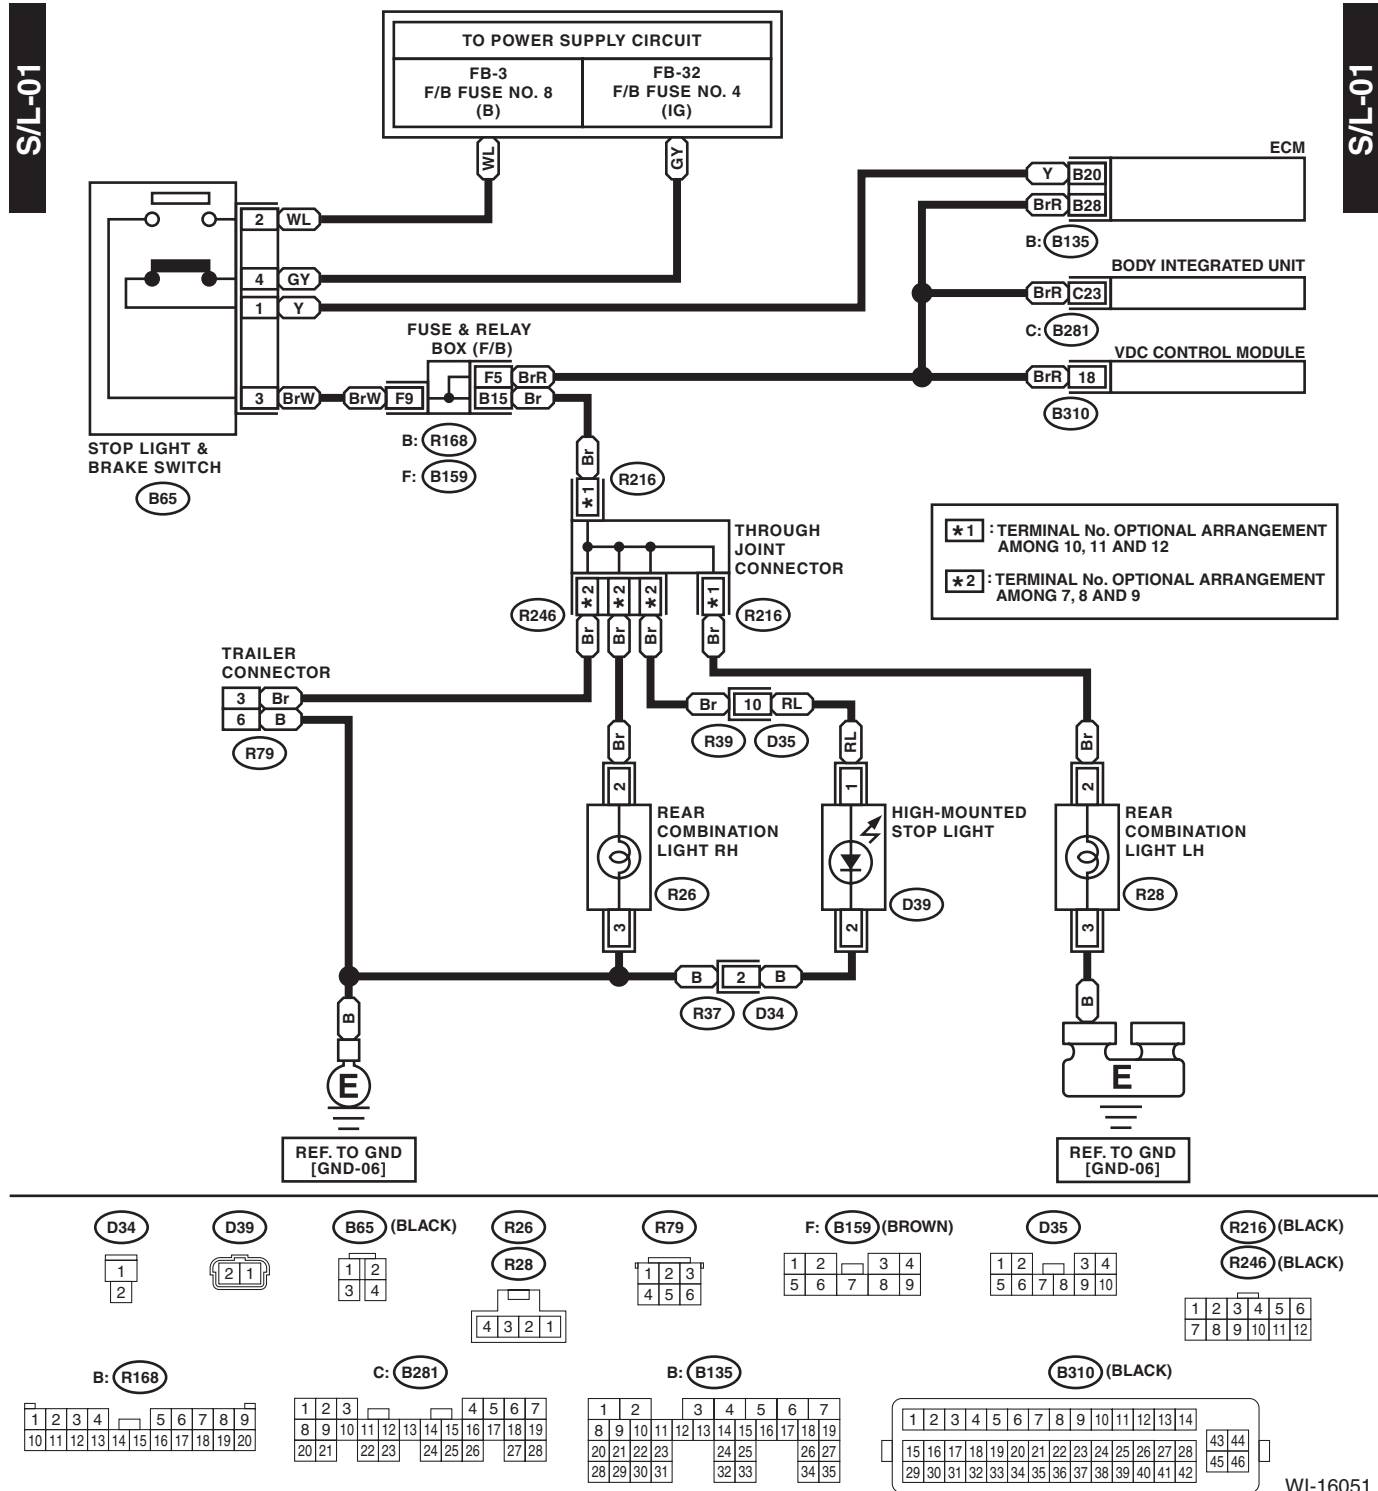 S/L-01
S/L-01
TO POWER SUPPLY CIRCUIT
FB-3
F/B FUSE NO. 8
(B)
FB-32
F/B FUSE NO. 4
(IG)
WL
GY
2 WL
4 GY
1 Y
3 BrW
BrW F9
FUSE & RELAY
BOX (F/B)
F5 BrR
B15 Br
B: R168
F: B159
STOP LIGHT &
BRAKE SWITCH
B65
ECM
Y B20
BrR B28
B: B135
BODY INTEGRATED UNIT
BrR C23
C: B281
VDC CONTROL MODULE
BrR 18
B310
Br
*1
R216
THROUGH
JOINT
CONNECTOR
*1 : TERMINAL No. OPTIONAL ARRANGEMENT
AMONG 10, 11 AND 12
*2 : TERMINAL No. OPTIONAL ARRANGEMENT
AMONG 7, 8 AND 9
R246
*2 *2 *2 *1
R216
Br Br Br Br
TRAILER
CONNECTOR
3 Br
6 B
R79
Br 10 RL
R39 D35
Br
RL
Br
2
1
2
REAR
COMBINATION
LIGHT RH
R26
HIGH-MOUNTED
STOP LIGHT
D39
REAR
COMBINATION
LIGHT LH
R28
3
2
3
B 2 B
R37 D34
B
B
E
E
REF. TO GND
[GND-06]
REF. TO GND
[GND-06]
D34
1
2
D39
2 1
B65 (BLACK)
1 2
3 4
R26
R28
4 3 2 1
R79
1 2 3
4 5 6
F: B159 (BROWN)
1 2 3 4
5 6 7 8 9
D35
1 2 3 4
5 6 7 8 9 10
R216 (BLACK)
R246 (BLACK)
1 2 3 4 5 6
7 8 9 10 11 12
B: R168
1 2 3 4 5 6 7 8 9
10 11 12 13 14 15 16 17 18 19 20
C: B281
1 2 3 4 5 6 7
8 9 10 11 12 13 14 15 16 17 18 19
20 21 22 23 24 25 26 27 28
B: B135
1 2 3 4 5 6 7
8 9 10 11 12 13 14 15 16 17 18 19
20 21 22 23 24 25 26 27
28 29 30 31 32 33 34 35
B310 (BLACK)
1 2 3 4 5 6 7 8 9 10 11 12 13 14
15 16 17 18 19 20 21 22 23 24 25 26 27 28
29 30 31 32 33 34 35 36 37 38 39 40 41 42
43 44
45 46
WI-16051